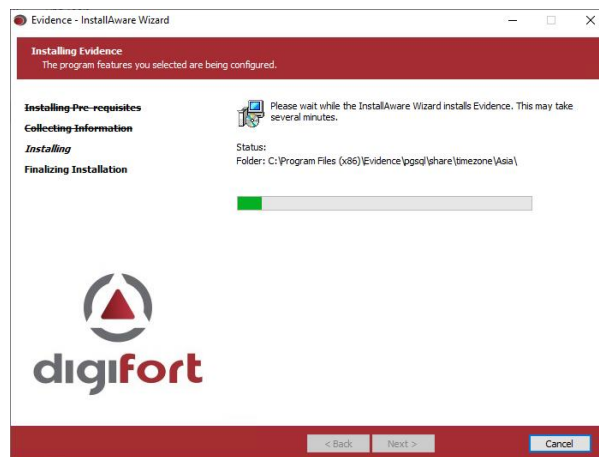 Evidence - InstallAware Wizard
Installing Evidence
The program features you selected are being configured.
Installing Pre-requisites
Collecting Information
Installing
Finalizing Installation
Please wait while the InstallAware Wizard installs Evidence. This may take
several minutes.
Status:
Folder: C:\Program Files (x86)\Evidence\pgsql\share\timezone\Asia\
digifort
< Back
Next >
Cancel